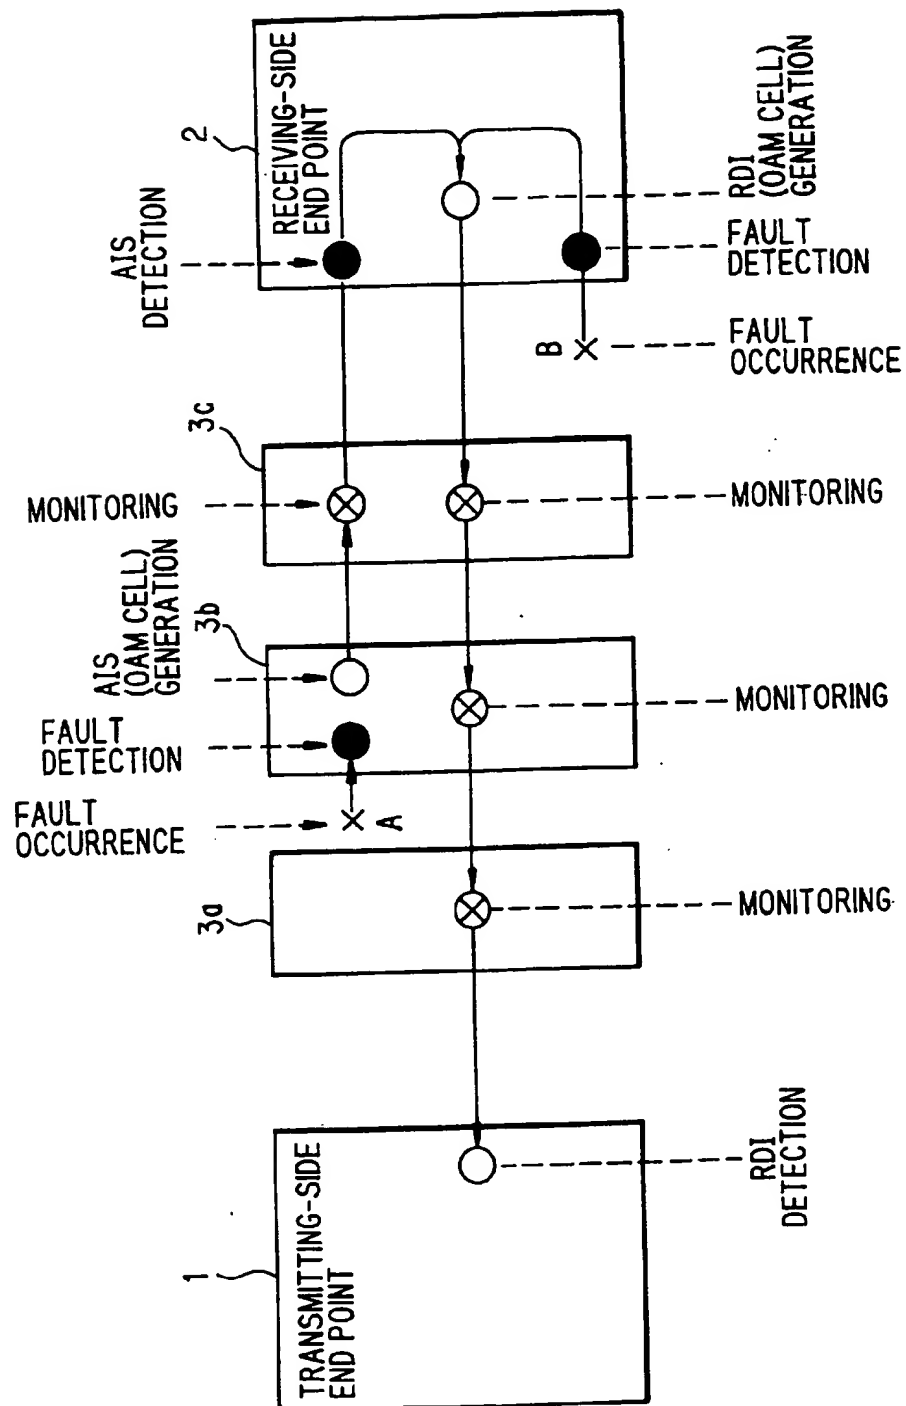 2
RECEIVING-SIDE
END POINT
AIS
DETECTION
RDI
(OAM CELL)
GENERATION
FAULT
DETECTION
B
FAULT
OCCURRENCE
3c
MONITORING
MONITORING
AIS
(OAM CELL)
GENERATION
3b
FAULT
DETECTION
MONITORING
FAULT
OCCURRENCE
A
3a
MONITORING
1
TRANSMITTING-SIDE
END POINT
RDI
DETECTION